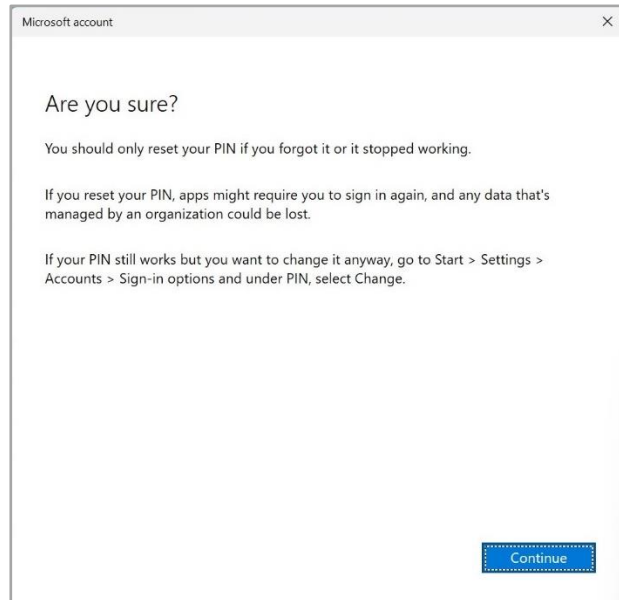 Microsoft account
Are you sure?
You should only reset your PIN if you forgot it or it stopped working.
If you reset your PIN, apps might require you to sign in again, and any data that's
managed by an organization could be lost.
If your PIN still works but you want to change it anyway, go to Start > Settings >
Accounts > Sign-in options and under PIN, select Change.
Continue